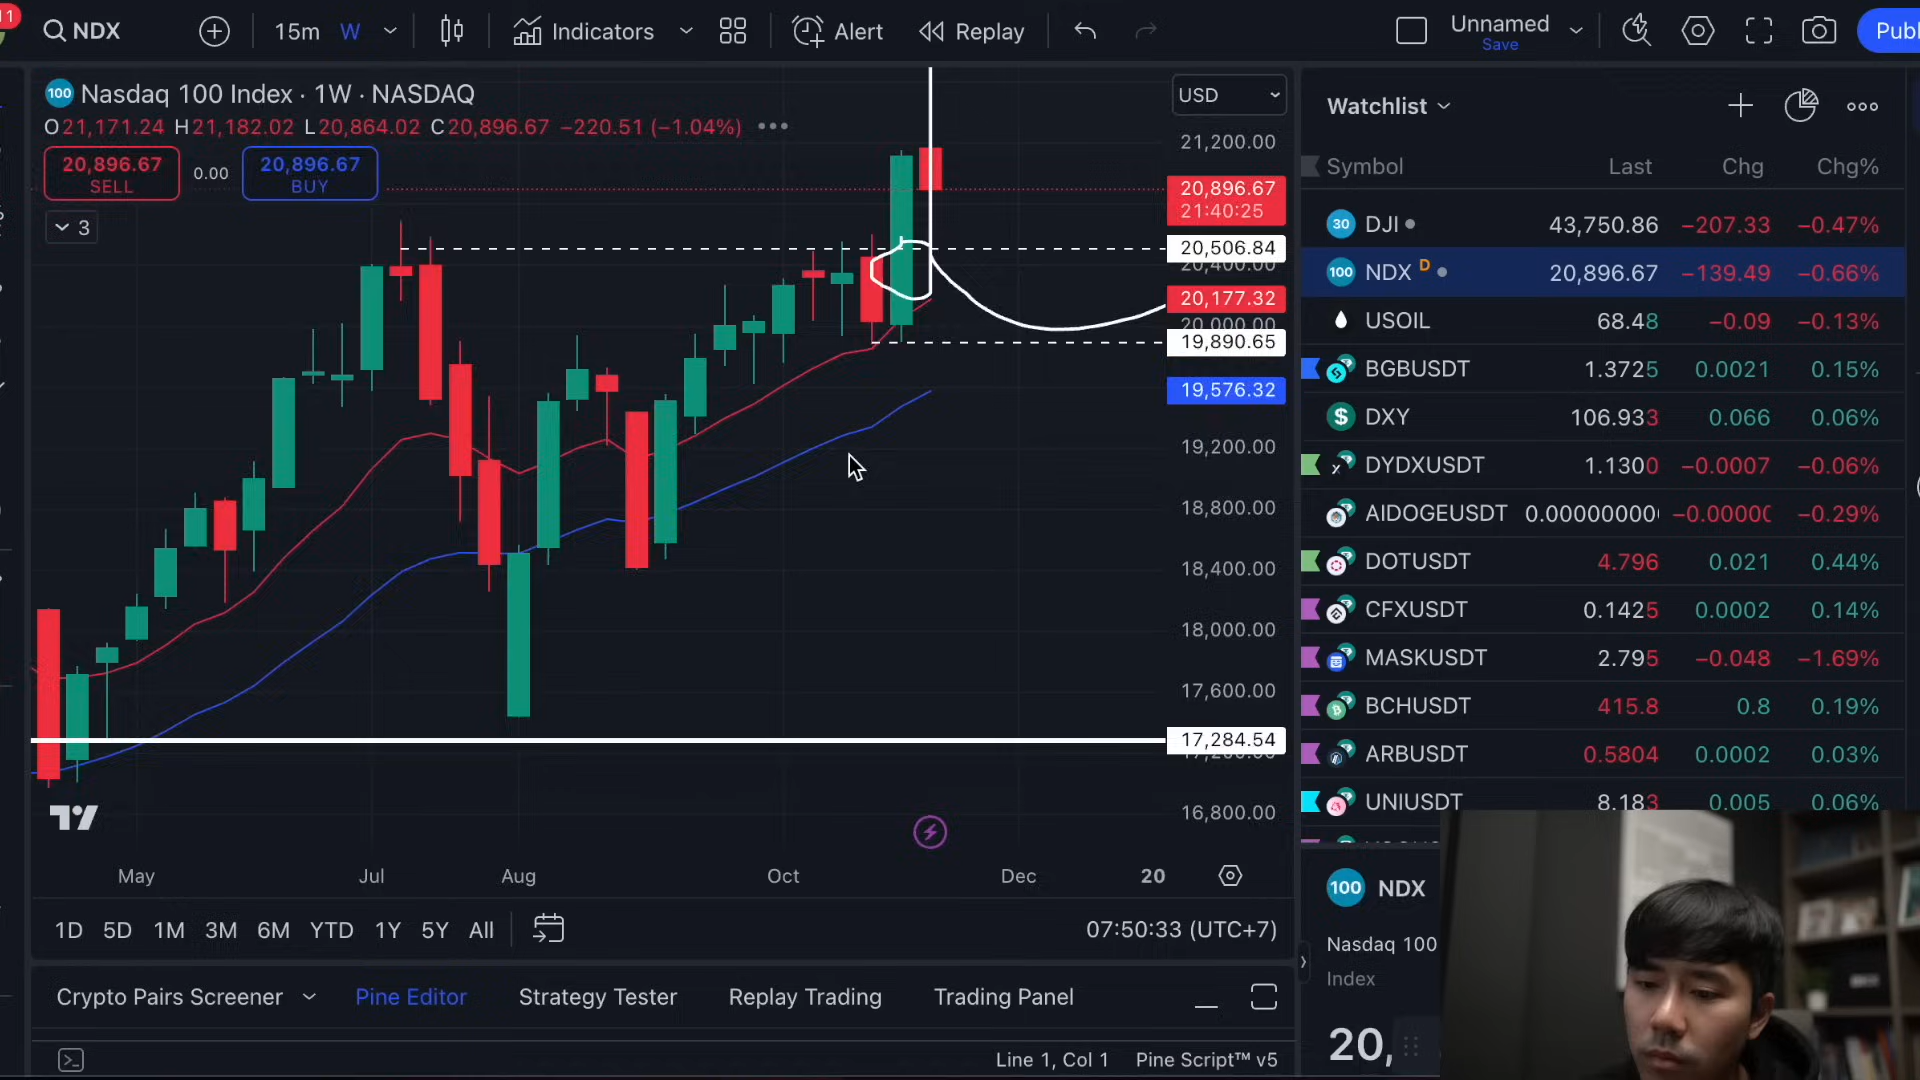 11
NDX
15m W
Indicators
Alert
Replay
Unnamed
Save
Publ
100 Nasdaq 100 Index · 1W · NASDAQ
O21,171.24 H21,182.02 L20,864.02 C20,896.67 −220.51 (−1.04%)
20,896.67
SELL
0.00
20,896.67
BUY
3
USD
21,200.00
20,896.67
21:40:25
20,506.84
20,400.00
20,177.32
20,000.00
19,890.65
19,576.32
19,200.00
18,800.00
18,400.00
18,000.00
17,600.00
17,284.54
17,200.00
16,800.00
May Jul Aug Oct Dec 20
1D 5D 1M 3M 6M YTD 1Y 5Y All
07:50:33 (UTC+7)
Crypto Pairs Screener Pine Editor Strategy Tester Replay Trading Trading Panel
Line 1, Col 1 Pine Script™ v5
Watchlist
Symbol Last Chg Chg%
30 DJI 43,750.86 −207.33 −0.47%
100 NDX D 20,896.67 −139.49 −0.66%
USOIL 68.48 −0.09 −0.13%
BGBUSDT 1.3725 0.0021 0.15%
$ DXY 106.933 0.066 0.06%
DYDXUSDT 1.1300 −0.0007 −0.06%
AIDOGEUSDT 0.000000000 −0.00000 −0.29%
DOTUSDT 4.796 0.021 0.44%
CFXUSDT 0.1425 0.0002 0.14%
MASKUSDT 2.795 −0.048 −1.69%
BCHUSDT 415.8 0.8 0.19%
ARBUSDT 0.5804 0.0002 0.03%
UNIUSDT 8.183 0.005 0.06%
100 NDX
Nasdaq 100
Index
20,